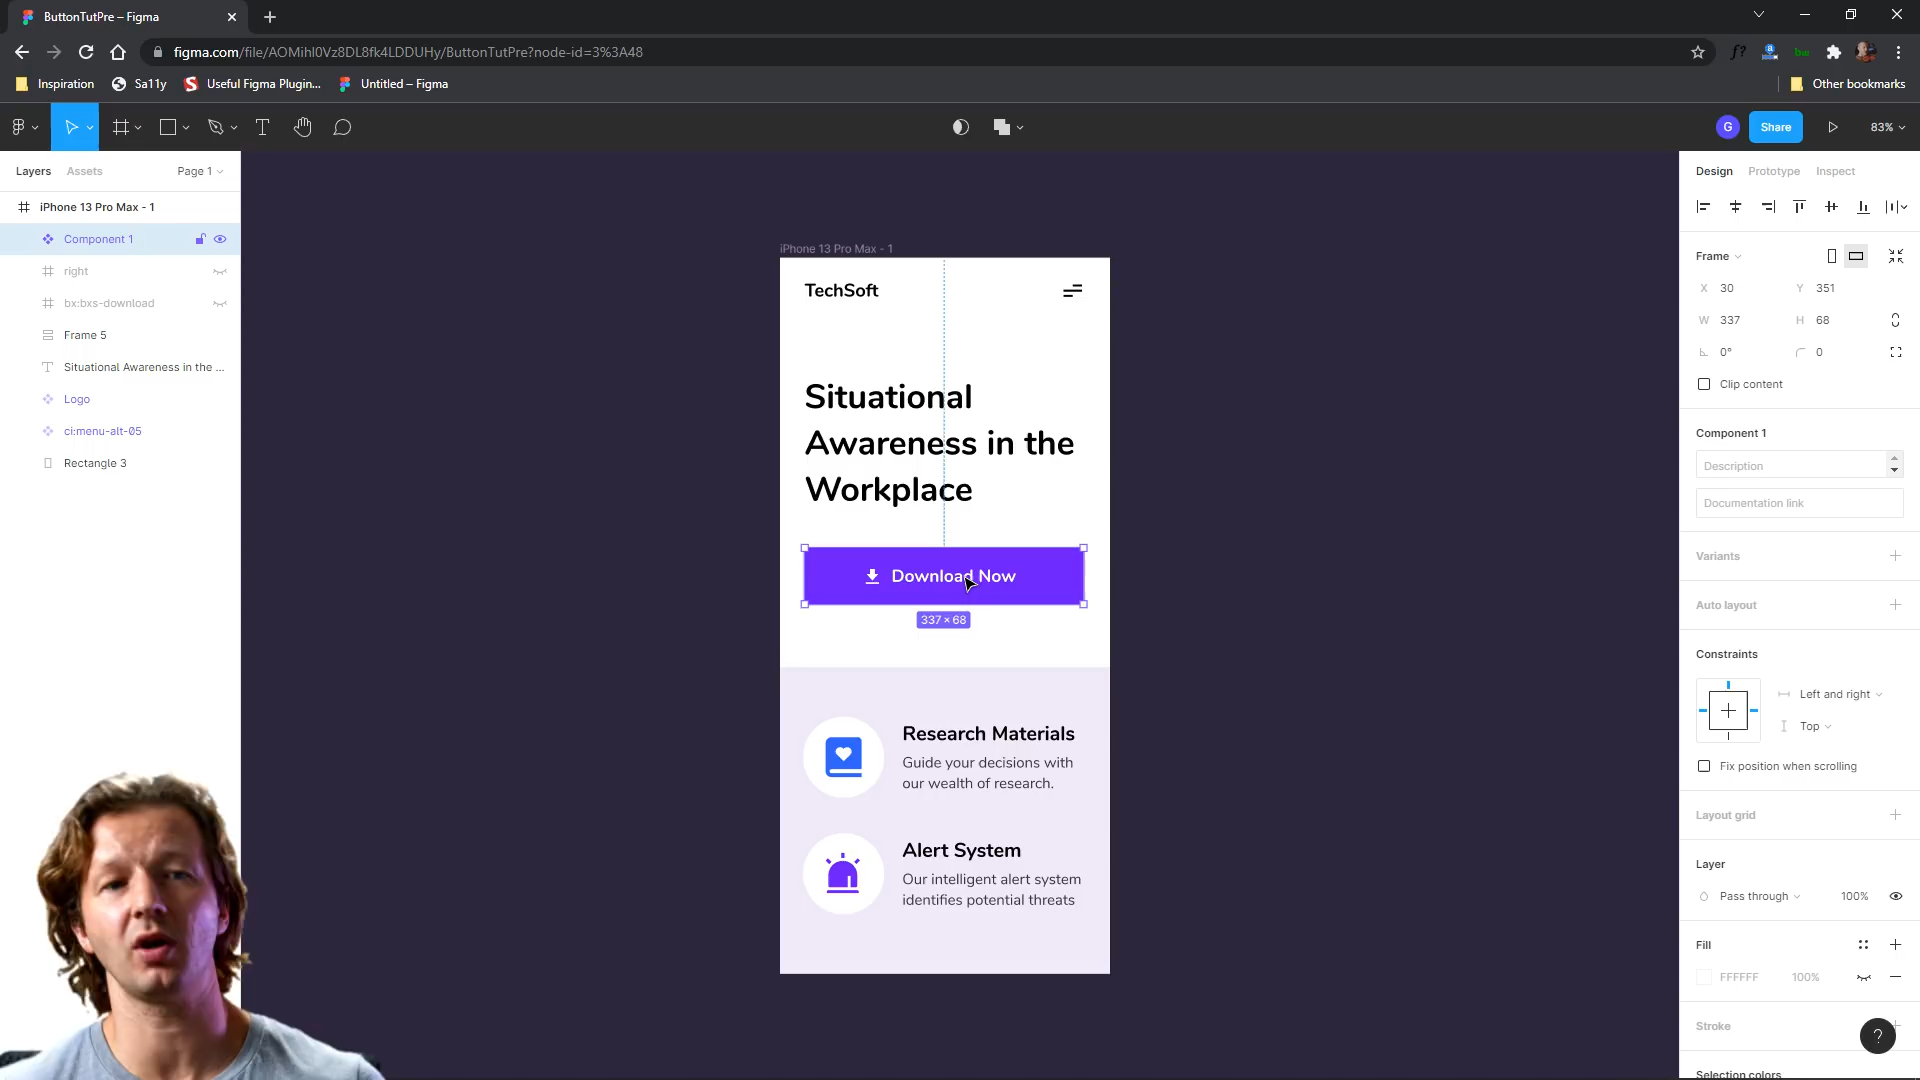 ButtonTutPre – Figma
figma.com/file/AOMihl0Vz8DL8fk4LDDUHy/ButtonTutPre?node-id=3%3A48
Inspiration
Sa11y
Useful Figma Plugin...
Untitled – Figma
Other bookmarks
G
Share
83%
Layers
Assets
Page 1
iPhone 13 Pro Max - 1
Component 1
right
bx:bxs-download
Frame 5
Situational Awareness in the ...
Logo
ci:menu-alt-05
Rectangle 3
iPhone 13 Pro Max - 1
TechSoft
Situational
Awareness in the
Workplace
Download Now
337 × 68
Research Materials
Guide your decisions with
our wealth of research.
Alert System
Our intelligent alert system
identifies potential threats
Design
Prototype
Inspect
Frame
X 30
Y 351
W 337
H 68
0°
0
Clip content
Component 1
Description
Documentation link
Variants
Auto layout
Constraints
Left and right
Top
Fix position when scrolling
Layout grid
Layer
Pass through
100%
Fill
FFFFFF
100%
Stroke
?
Selection colors